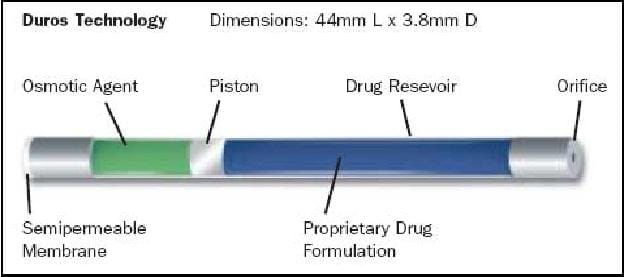 Duros Technology Dimensions: 44mm L x 3.8mm D
Osmotic Agent Piston Drug Resevoir Orifice
Semipermeable
Membrane
Proprietary Drug
Formulation